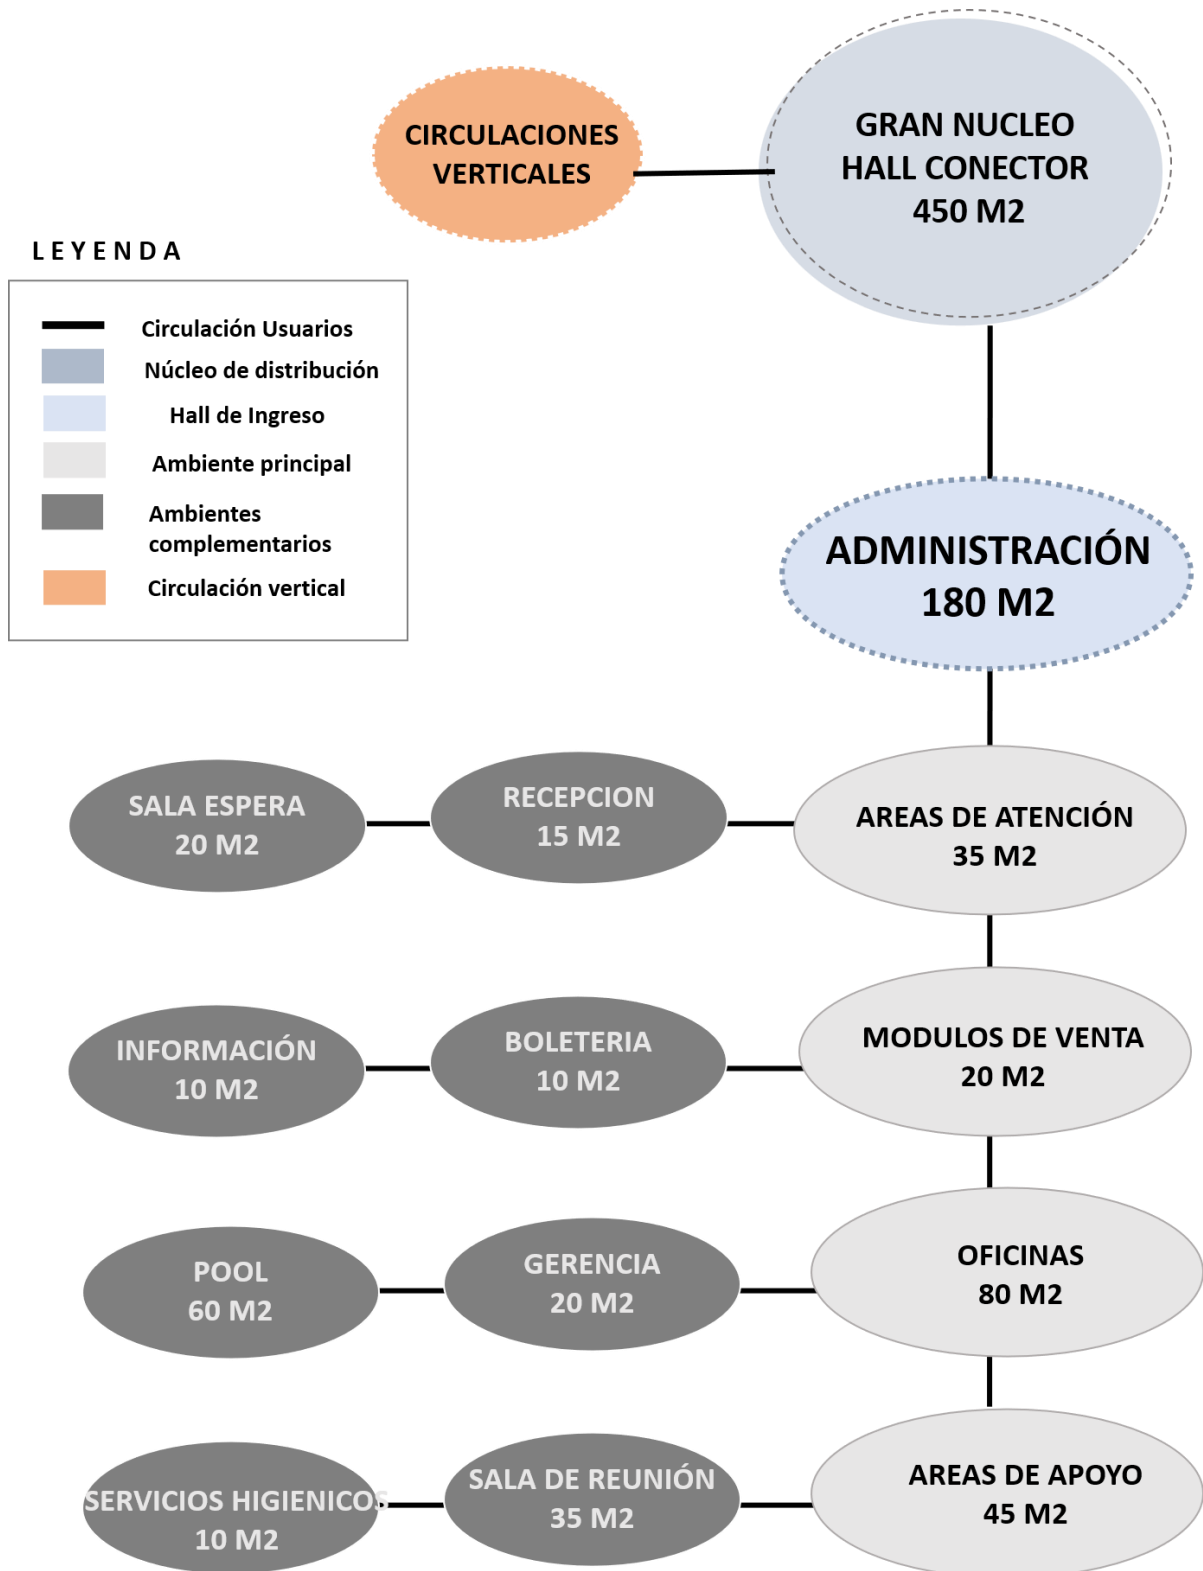 CIRCULACIONES
VERTICALES
GRAN NUCLEO
HALL CONECTOR
450 M2
LEYENDA
Circulación Usuarios
Núcleo de distribución
Hall de Ingreso
Ambiente principal
Ambientes
complementarios
Circulación vertical
ADMINISTRACIÓN
180 M2
SALA ESPERA
20 M2
RECEPCION
15 M2
AREAS DE ATENCIÓN
35 M2
INFORMACIÓN
10 M2
BOLETERIA
10 M2
MODULOS DE VENTA
20 M2
POOL
60 M2
GERENCIA
20 M2
OFICINAS
80 M2
SERVICIOS HIGIENICOS
10 M2
SALA DE REUNIÓN
35 M2
AREAS DE APOYO
45 M2